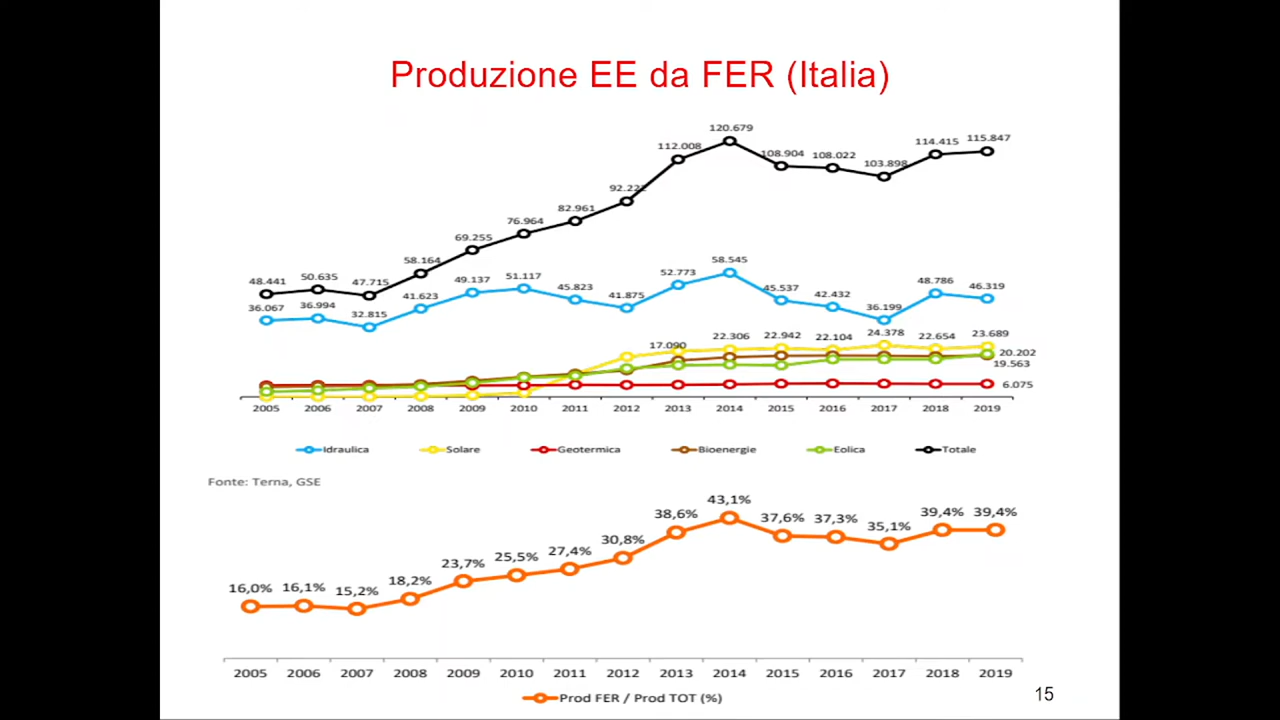 Produzione EE da FER (Italia)
120.679
112.008
108.904 108.022 103.898 114.415 115.847
82.961
76.964
69.255
58.164
48.441 50.635 47.715
58.545
52.773
49.137 51.117 45.823 41.875
45.537 42.432 36.199 48.786 46.319
36.067 36.994 32.815 41.623
17.090 22.306 22.942 22.104 24.378 22.654 23.689
20.202
19.563
6.075
2005 2006 2007 2008 2009 2010 2011 2012 2013 2014 2015 2016 2017 2018 2019
Idraulica Solare Geotermica Bioenergie Eolica Totale
Fonte: Terna, GSE
16,0% 16,1% 15,2% 18,2% 23,7% 25,5% 27,4% 30,8% 38,6% 43,1% 37,6% 37,3% 35,1% 39,4% 39,4%
2005 2006 2007 2008 2009 2010 2011 2012 2013 2014 2015 2016 2017 2018 2019
Prod FER / Prod TOT (%)
15